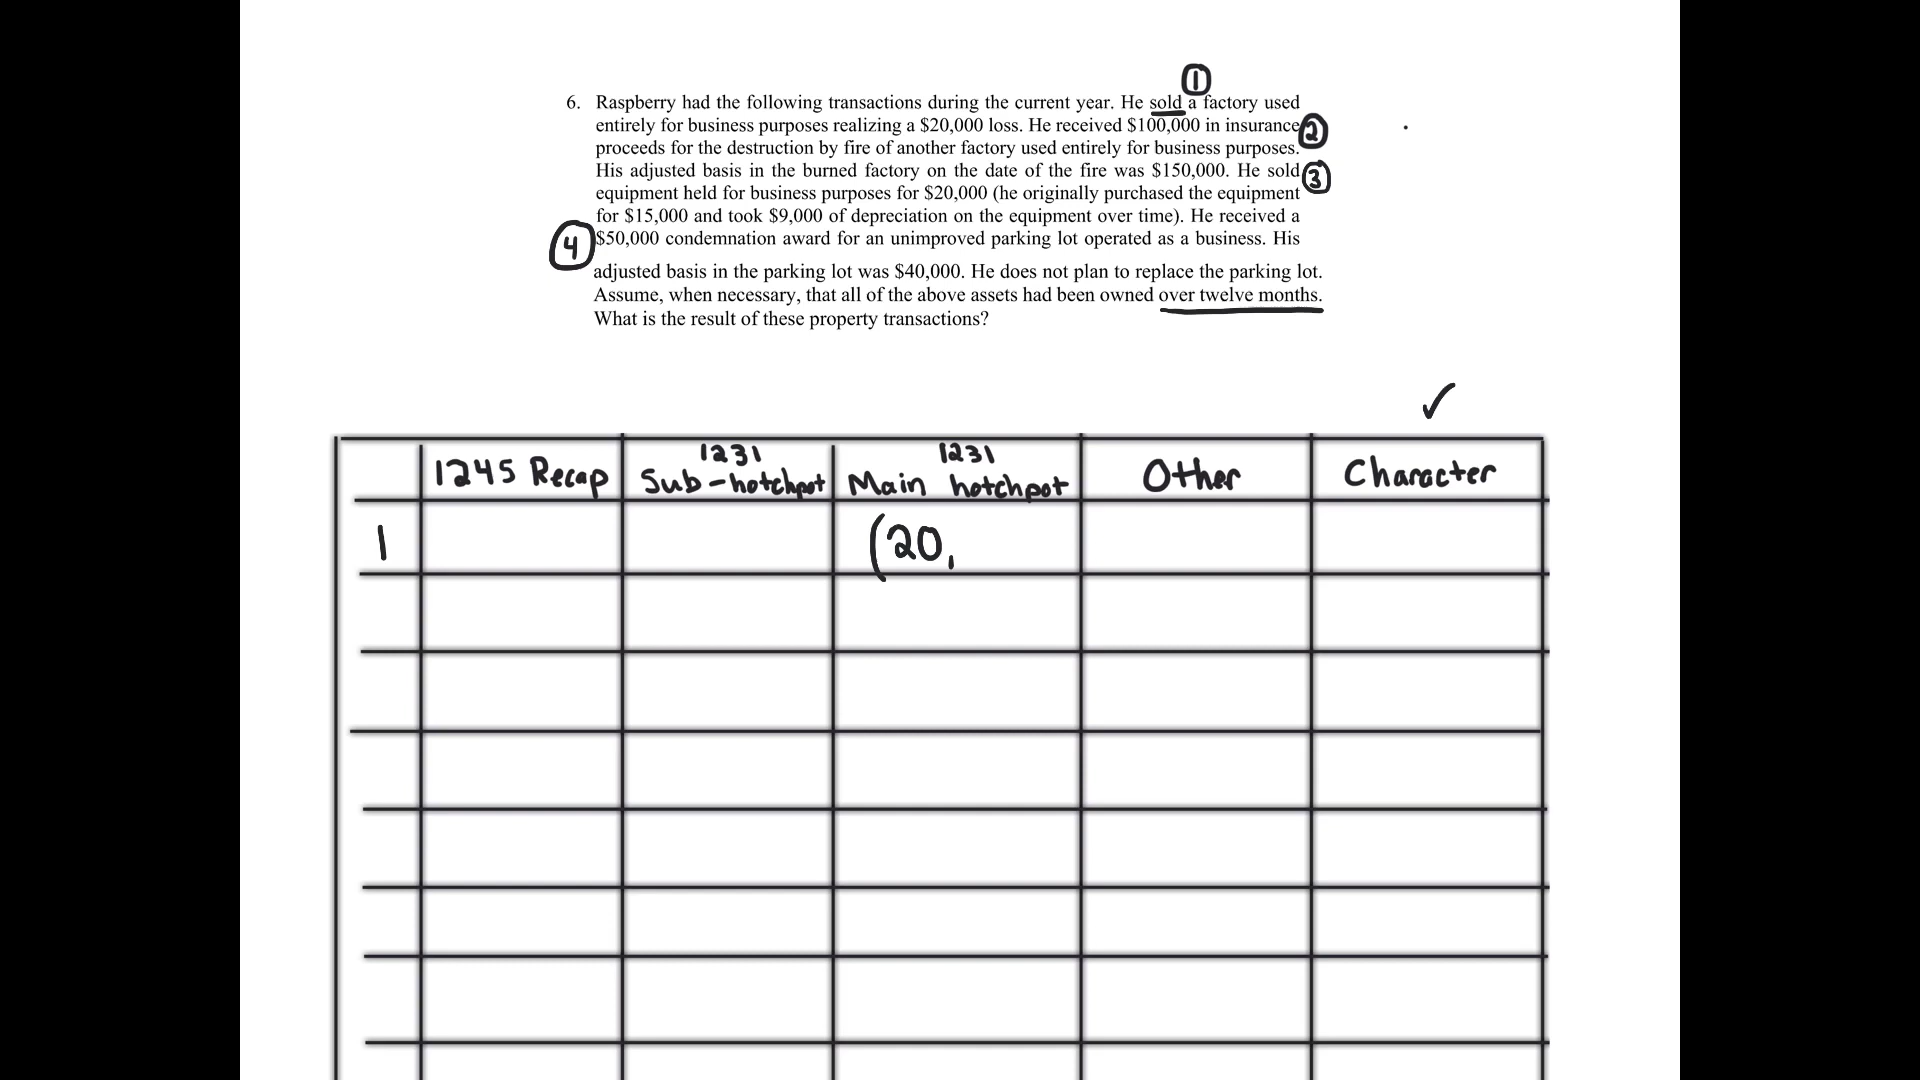 ①
6. Raspberry had the following transactions during the current year. He sold a factory used
entirely for business purposes realizing a $20,000 loss. He received $100,000 in insurance ②
proceeds for the destruction by fire of another factory used entirely for business purposes.
His adjusted basis in the burned factory on the date of the fire was $150,000. He sold ③
equipment held for business purposes for $20,000 (he originally purchased the equipment
for $15,000 and took $9,000 of depreciation on the equipment over time). He received a
④ $50,000 condemnation award for an unimproved parking lot operated as a business. His
adjusted basis in the parking lot was $40,000. He does not plan to replace the parking lot.
Assume, when necessary, that all of the above assets had been owned over twelve months.
What is the result of these property transactions?
✓
1245 Recap
1231
Sub-hotchpot
1231
Main hotchpot
Other
Character
1
(20,